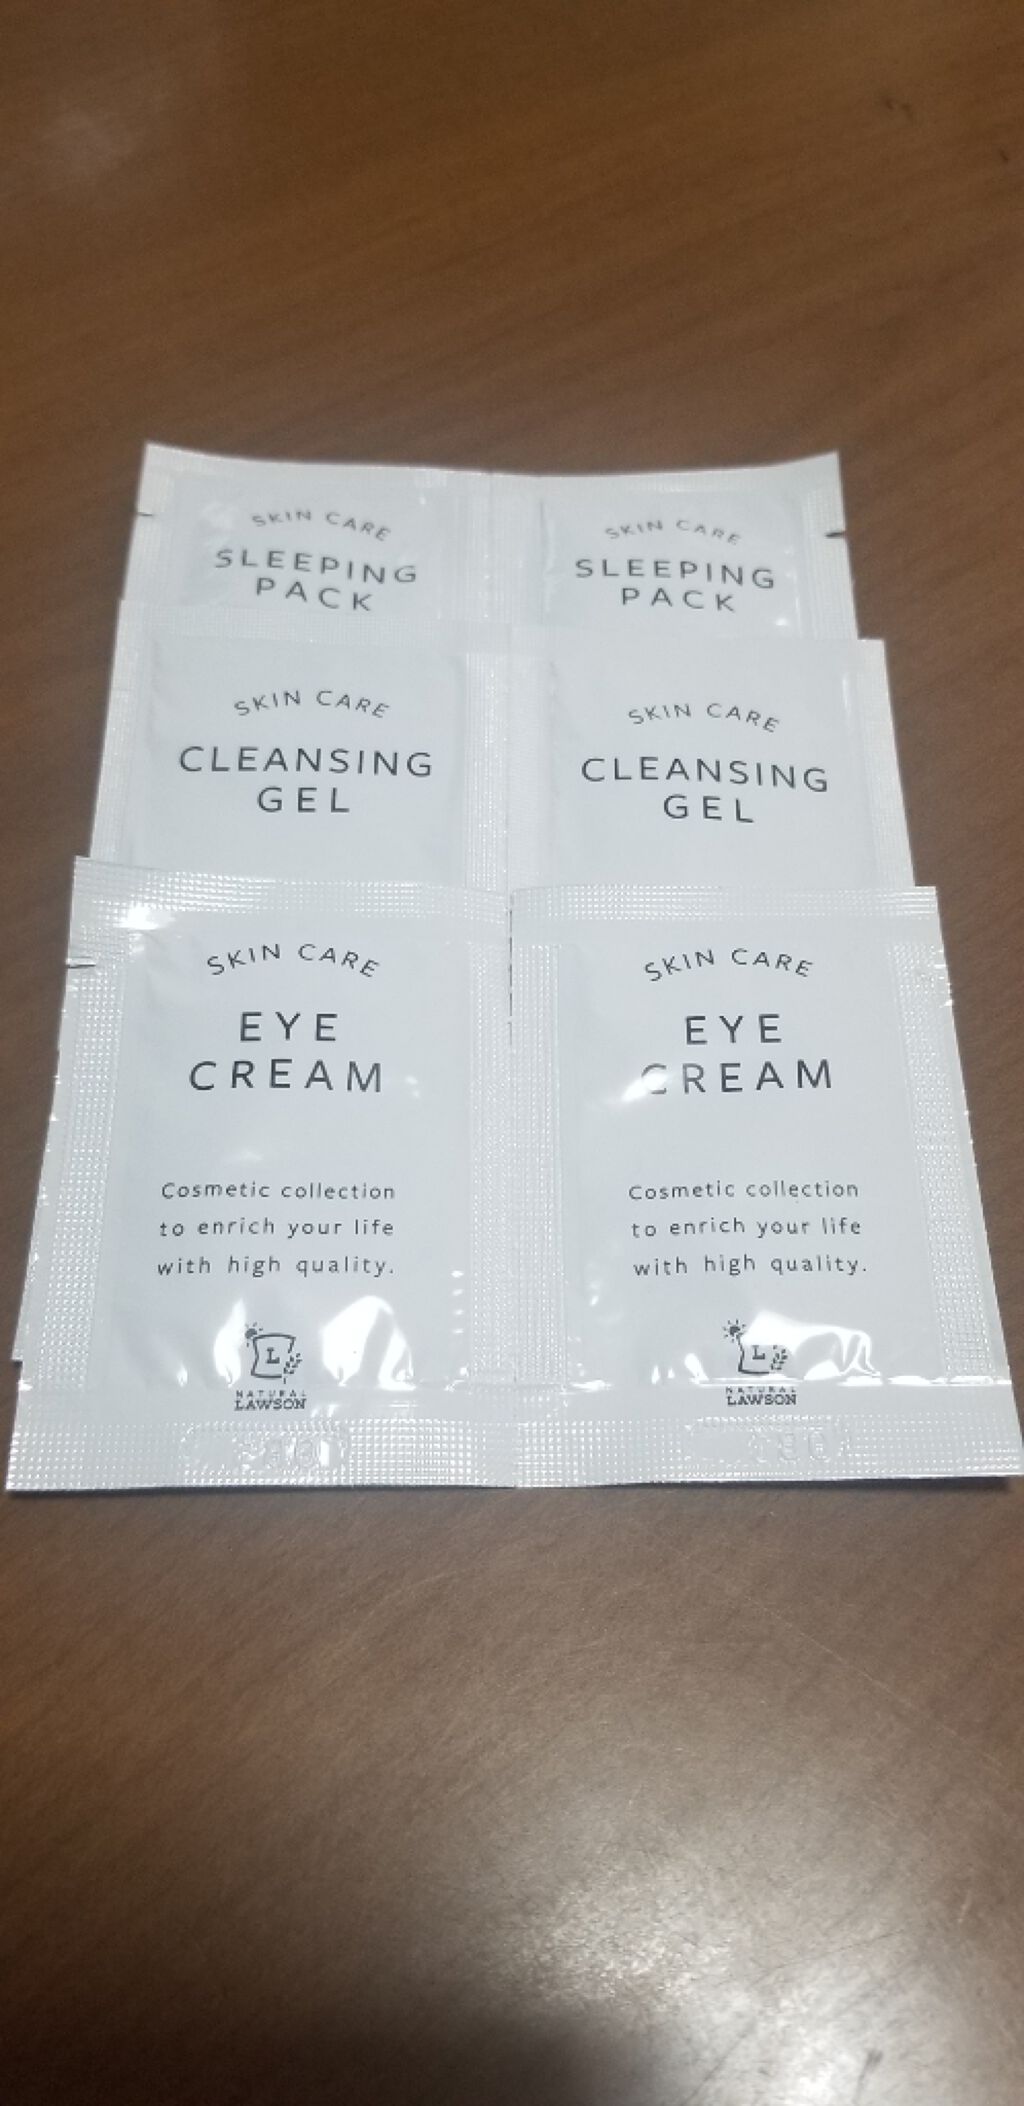 SKIN CARE
SLEEPING
PACK
SKIN CARE
SLEEPING
PACK
SKIN CARE
CLEANSING
GEL
SKIN CARE
CLEANSING
GEL
SKIN CARE
EYE
CREAM
Cosmetic collection
to enrich your life
with high quality.
L
NATURAL
LAWSON
SKIN CARE
EYE
CREAM
Cosmetic collection
to enrich your life
with high quality.
L
NATURAL
LAWSON